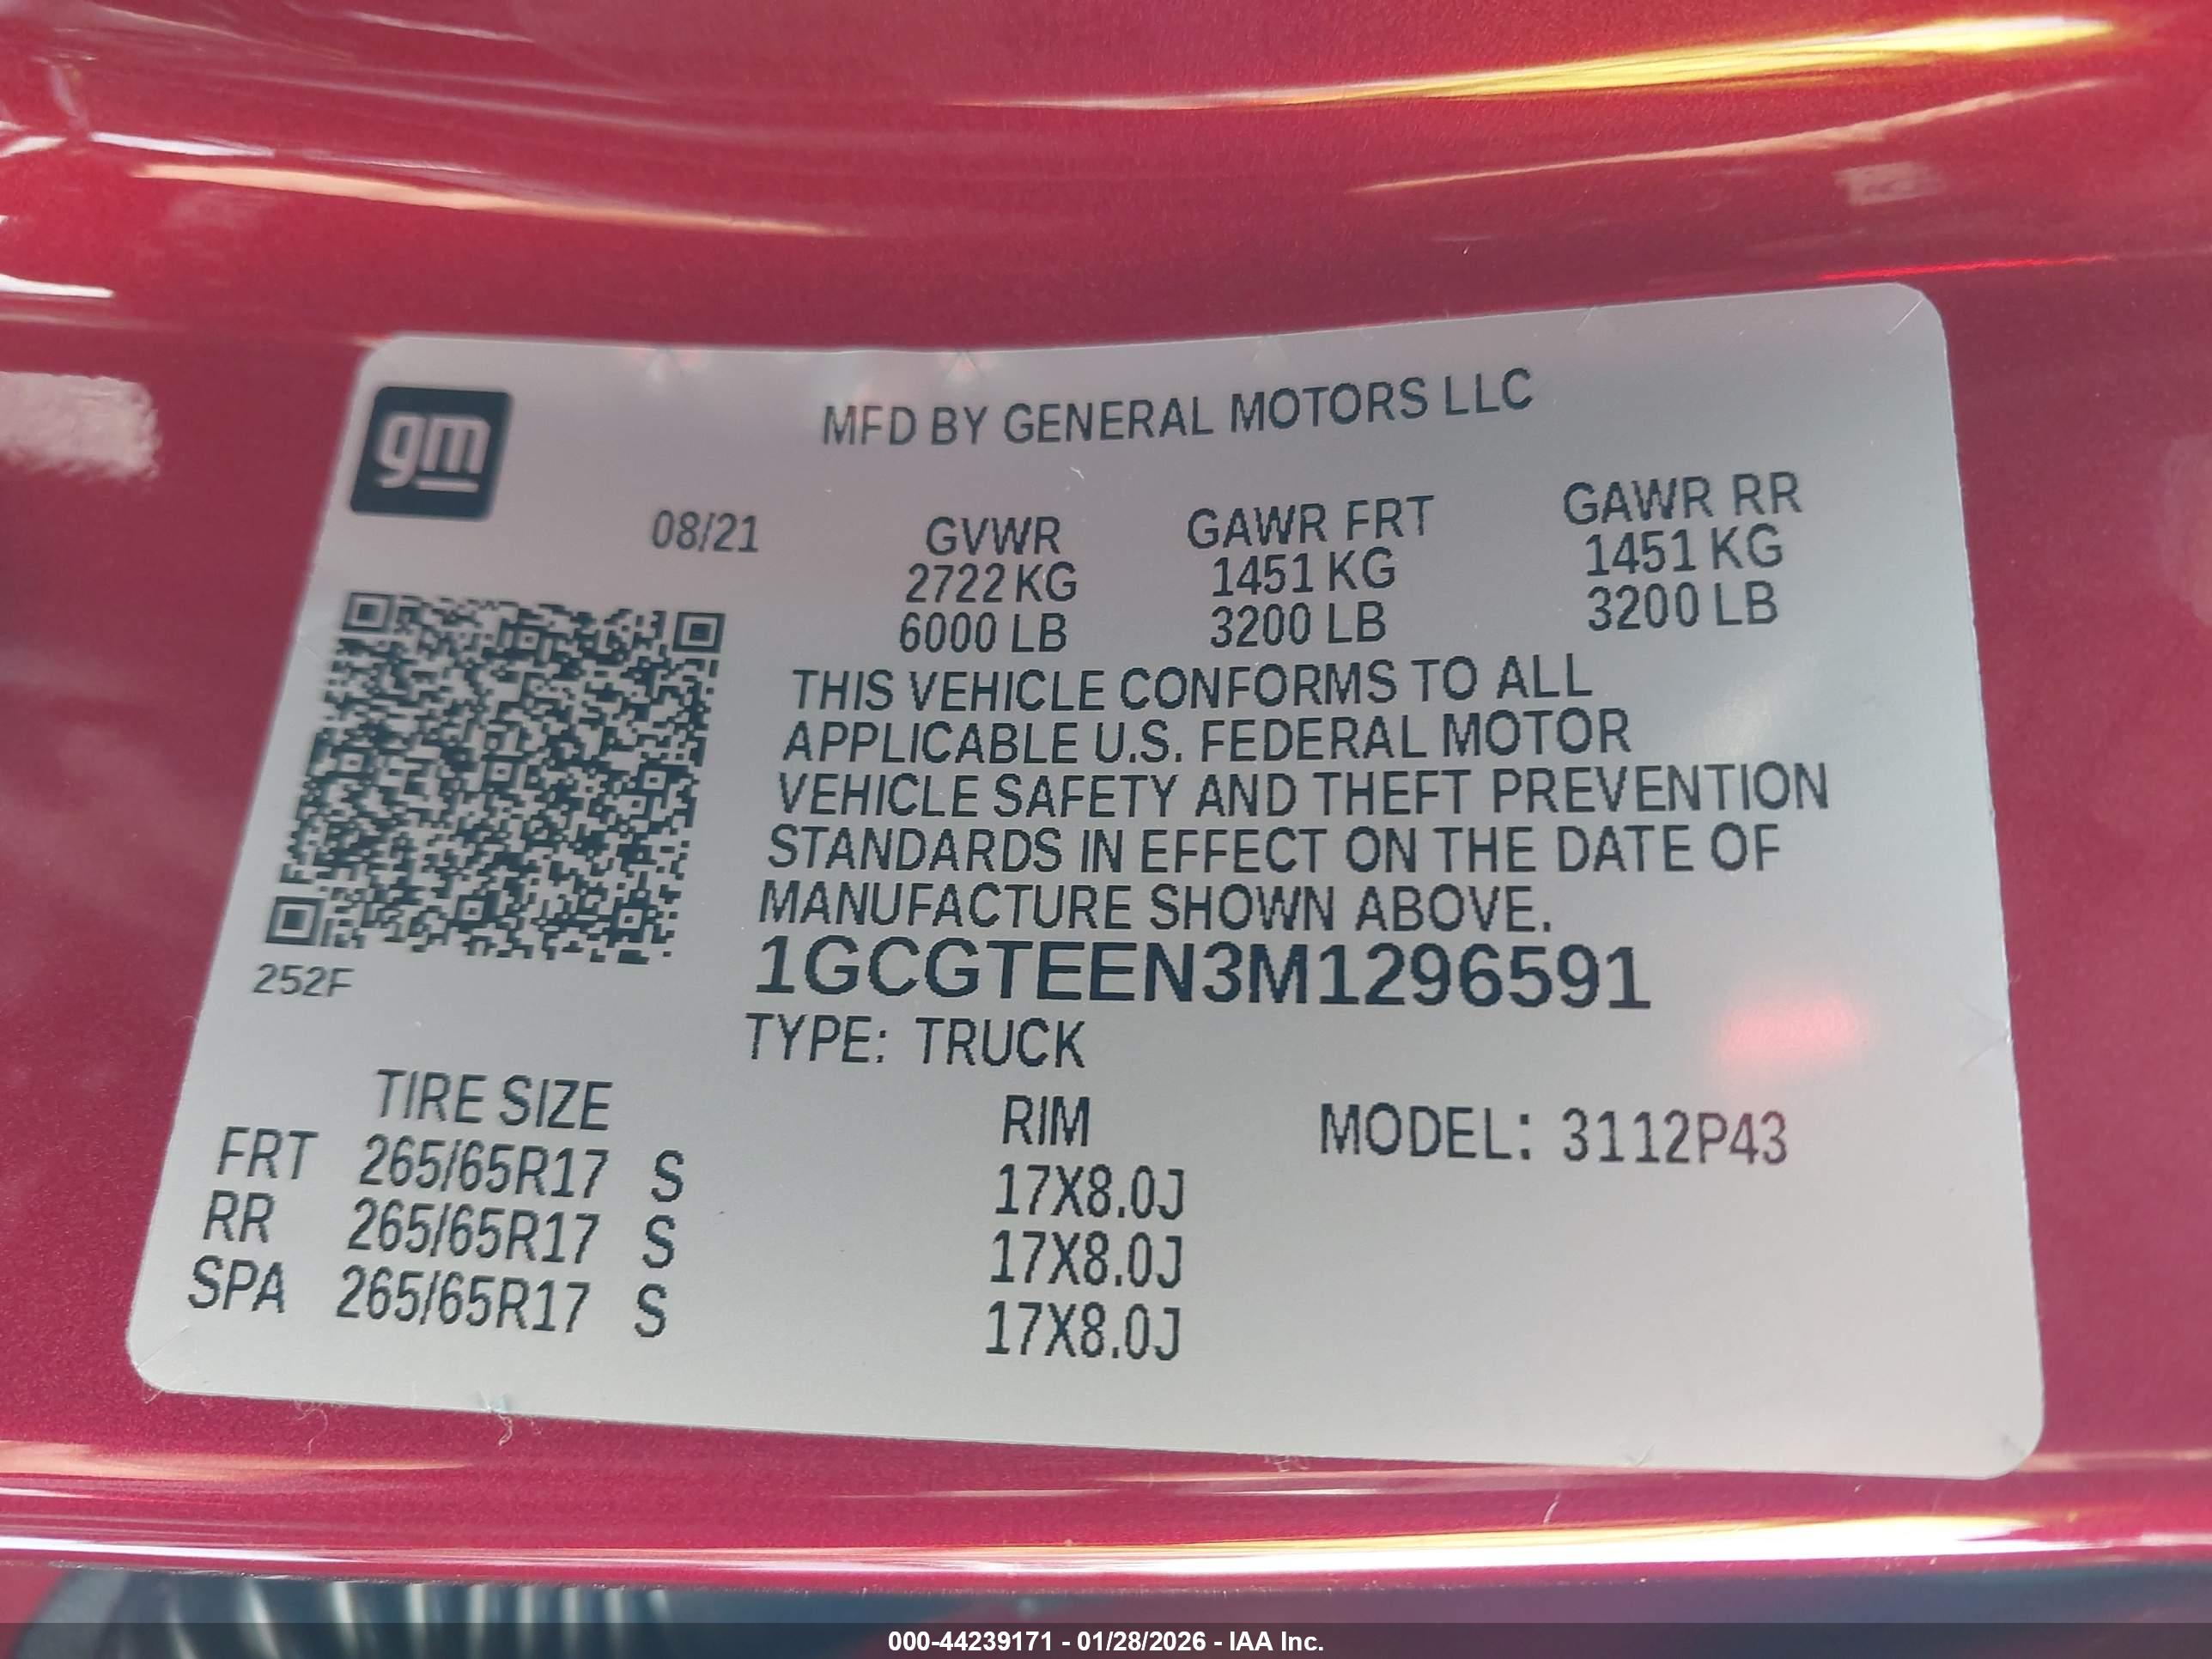 gm
MFD BY GENERAL MOTORS LLC
08/21 GVWR GAWR FRT GAWR RR
2722 KG 1451 KG 1451 KG
6000 LB 3200 LB 3200 LB
THIS VEHICLE CONFORMS TO ALL
APPLICABLE U.S. FEDERAL MOTOR
VEHICLE SAFETY AND THEFT PREVENTION
STANDARDS IN EFFECT ON THE DATE OF
MANUFACTURE SHOWN ABOVE.
252F
1GCGTEEN3M1296591
TYPE: TRUCK
TIRE SIZE RIM MODEL: 3112P43
FRT 265/65R17 S 17X8.0J
RR 265/65R17 S 17X8.0J
SPA 265/65R17 S 17X8.0J
000-44239171 - 01/28/2026 - IAA Inc.